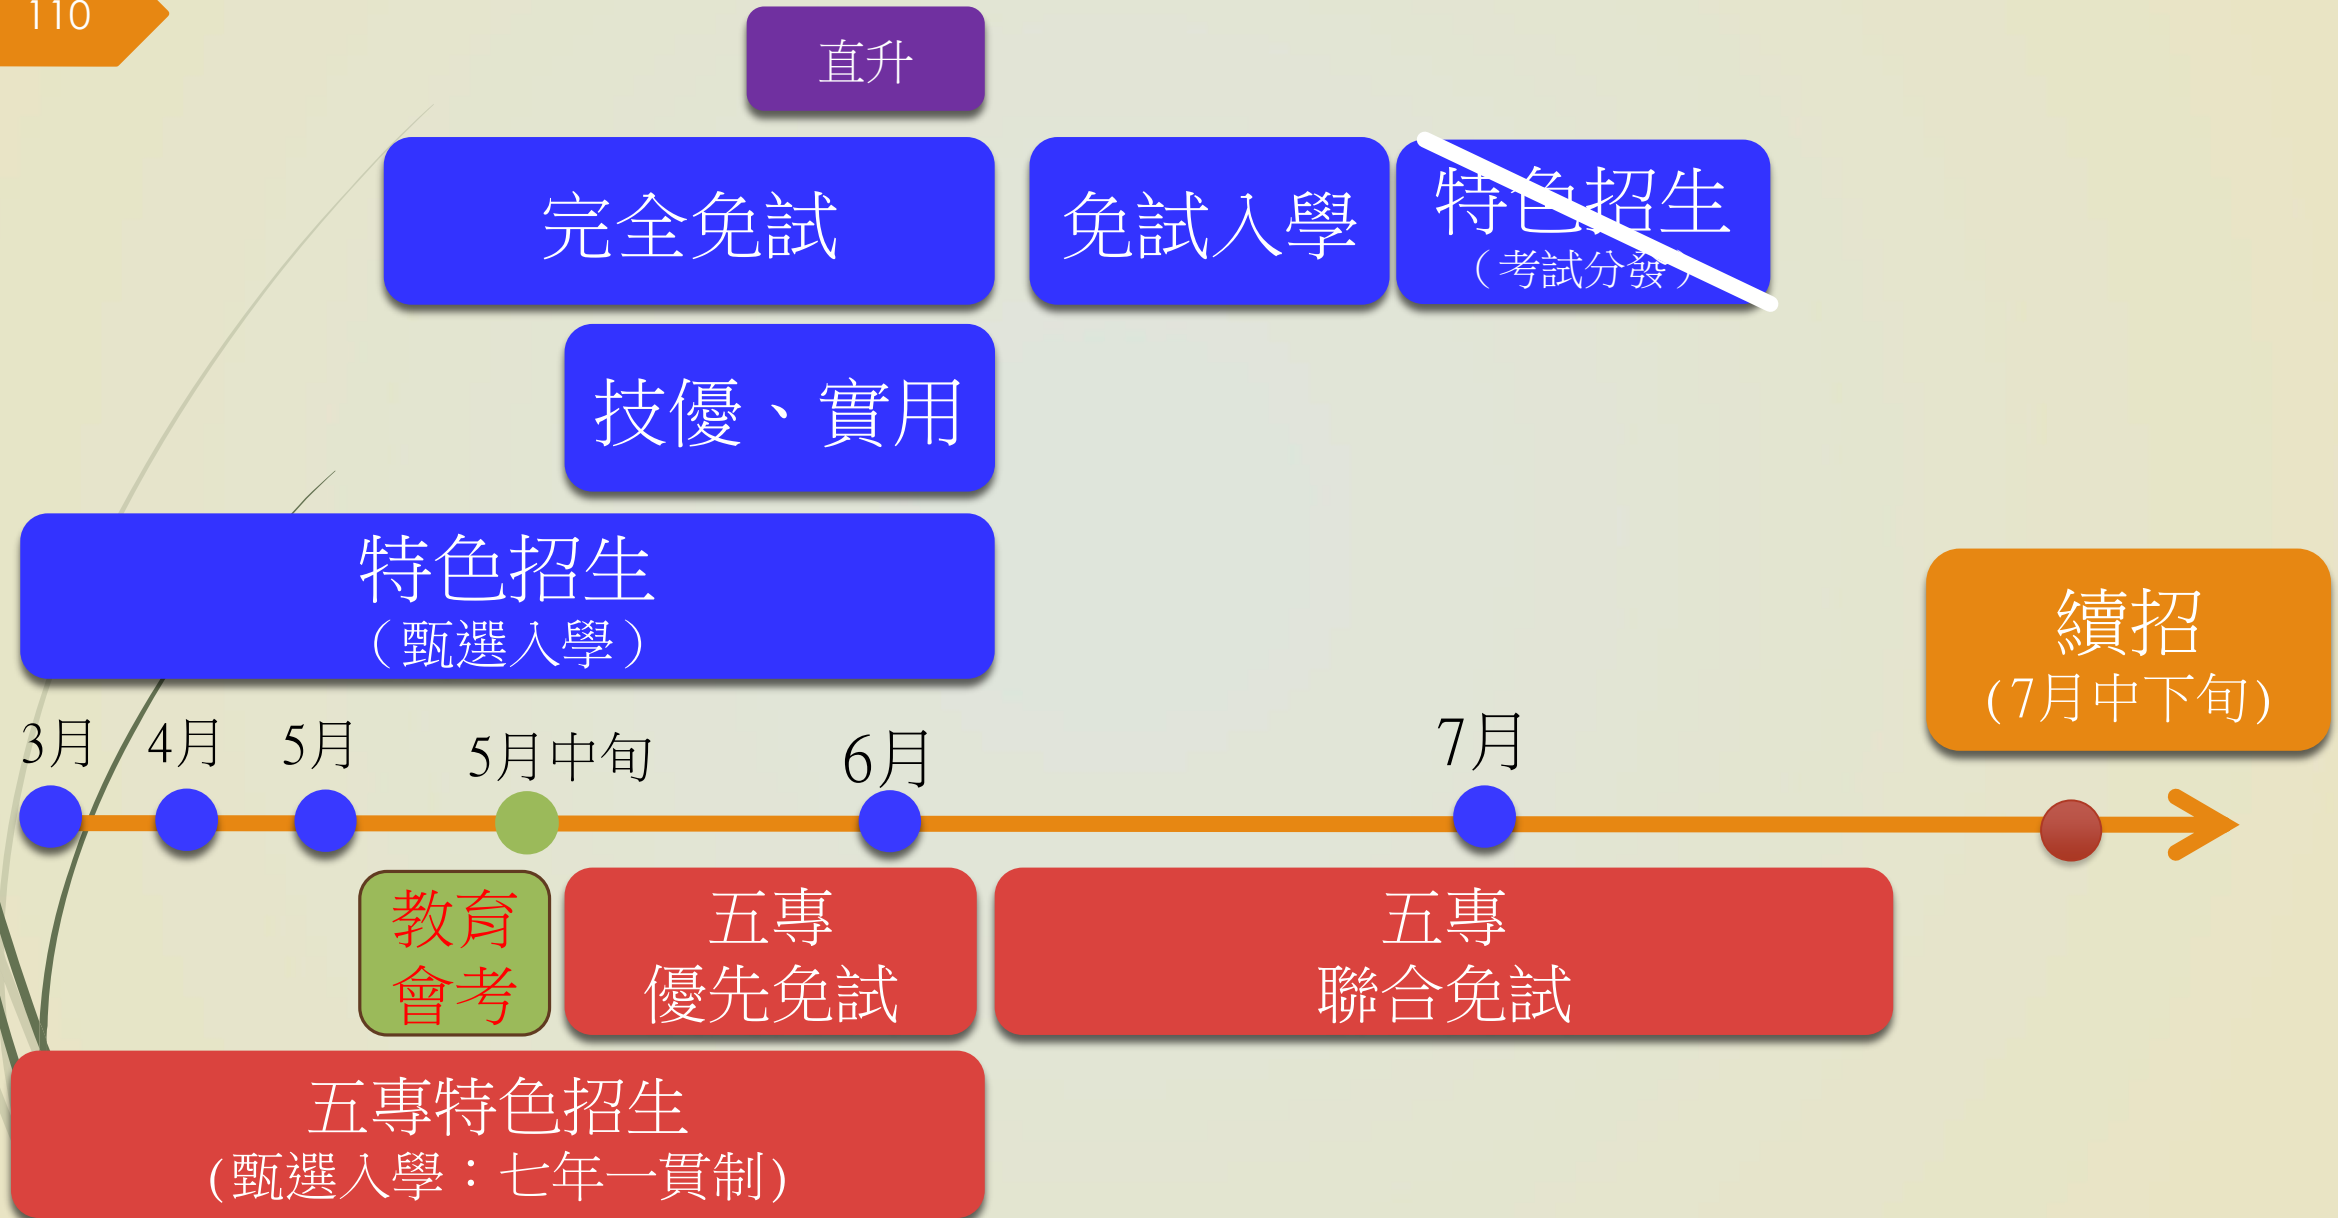 110
直升
完全免試
免試入學
特色招生
（考試分發）
技優、實用
特色招生
（甄選入學）
續招
(7月中下旬)
3月
4月
5月
5月中旬
6月
7月
教育
會考
五專
優先免試
五專
聯合免試
五專特色招生
(甄選入學：七年一貫制)